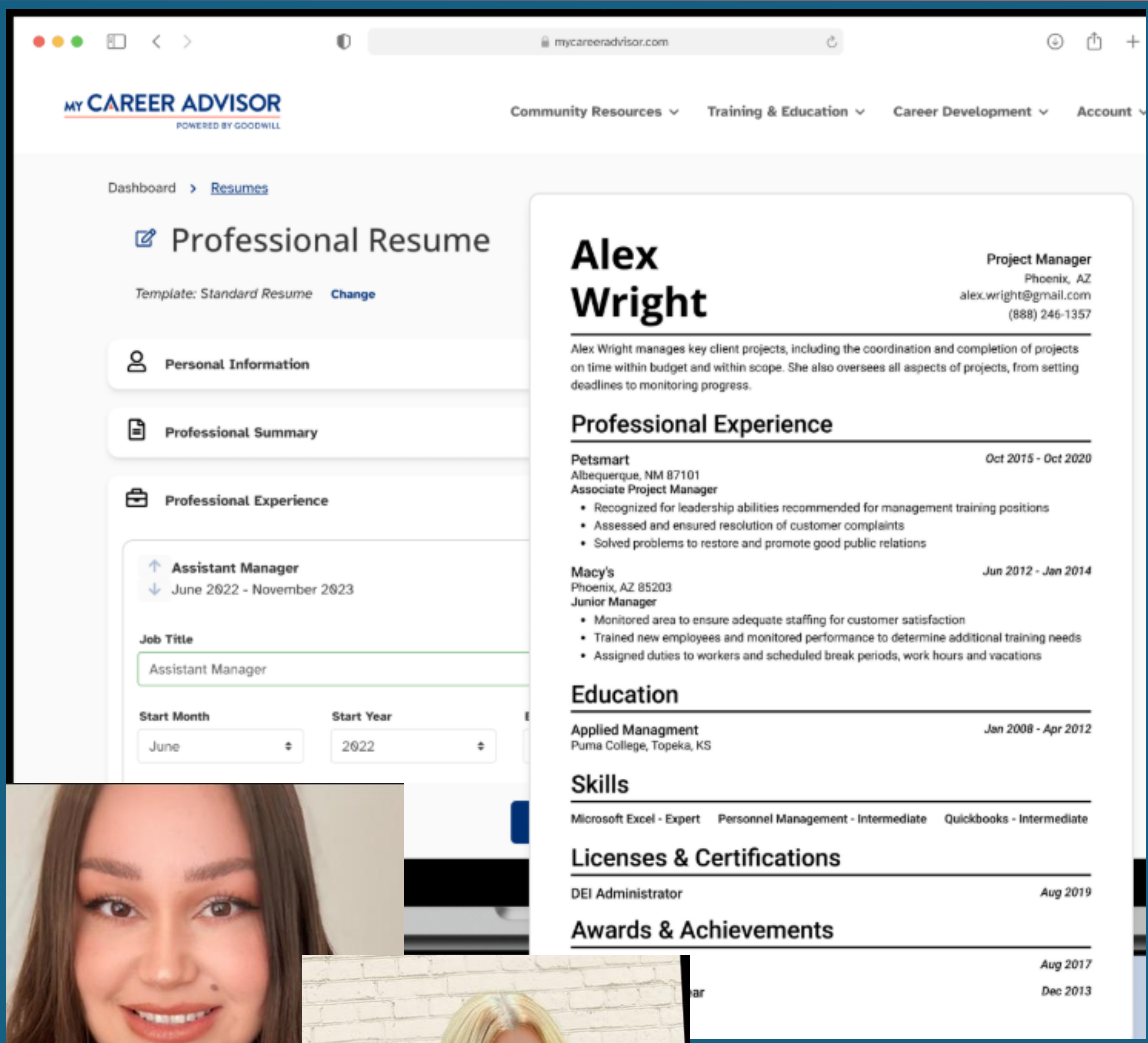 mycareeradvisor.com
MY CAREER ADVISOR
POWERED BY GOODWILL
Community Resources
Training & Education
Career Development
Account
Dashboard > Resumes
Professional Resume
Template: Standard Resume Change
Personal Information
Professional Summary
Professional Experience
Assistant Manager
June 2022 - November 2023
Job Title
Assistant Manager
Start Month
Start Year
June
2022
Alex
Wright
Project Manager
Phoenix, AZ
alex.wright@gmail.com
(888) 246-1357
Alex Wright manages key client projects, including the coordination and completion of projects
on time within budget and within scope. She also oversees all aspects of projects, from setting
deadlines to monitoring progress.
Professional Experience
Petsmart
Oct 2015 - Oct 2020
Albequerque, NM 87101
Associate Project Manager
• Recognized for leadership abilities recommended for management training positions
• Assessed and ensured resolution of customer complaints
• Solved problems to restore and promote good public relations
Macy's
Jun 2012 - Jan 2014
Phoenix, AZ 85203
Junior Manager
• Monitored area to ensure adequate staffing for customer satisfaction
• Trained new employees and monitored performance to determine additional training needs
• Assigned duties to workers and scheduled break periods, work hours and vacations
Education
Applied Managment
Jan 2008 - Apr 2012
Puma College, Topeka, KS
Skills
Microsoft Excel - Expert Personnel Management - Intermediate Quickbooks - Intermediate
Licenses & Certifications
DEI Administrator
Aug 2019
Awards & Achievements
Aug 2017
Dec 2013